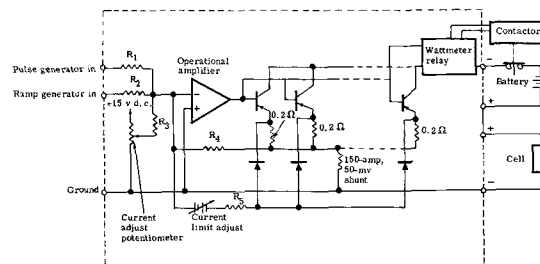 Contactor
Wattmeter
relay
Battery
R1
Pulse generator in
Operational
amplifier
R2
Ramp generator in
+15 v d.c.
R3
0.2 Ω
0.2 Ω
0.2 Ω
R4
150-amp,
50-mv
shunt
Cell
Ground
R5
Current
adjust
potentiometer
Current
limit adjust